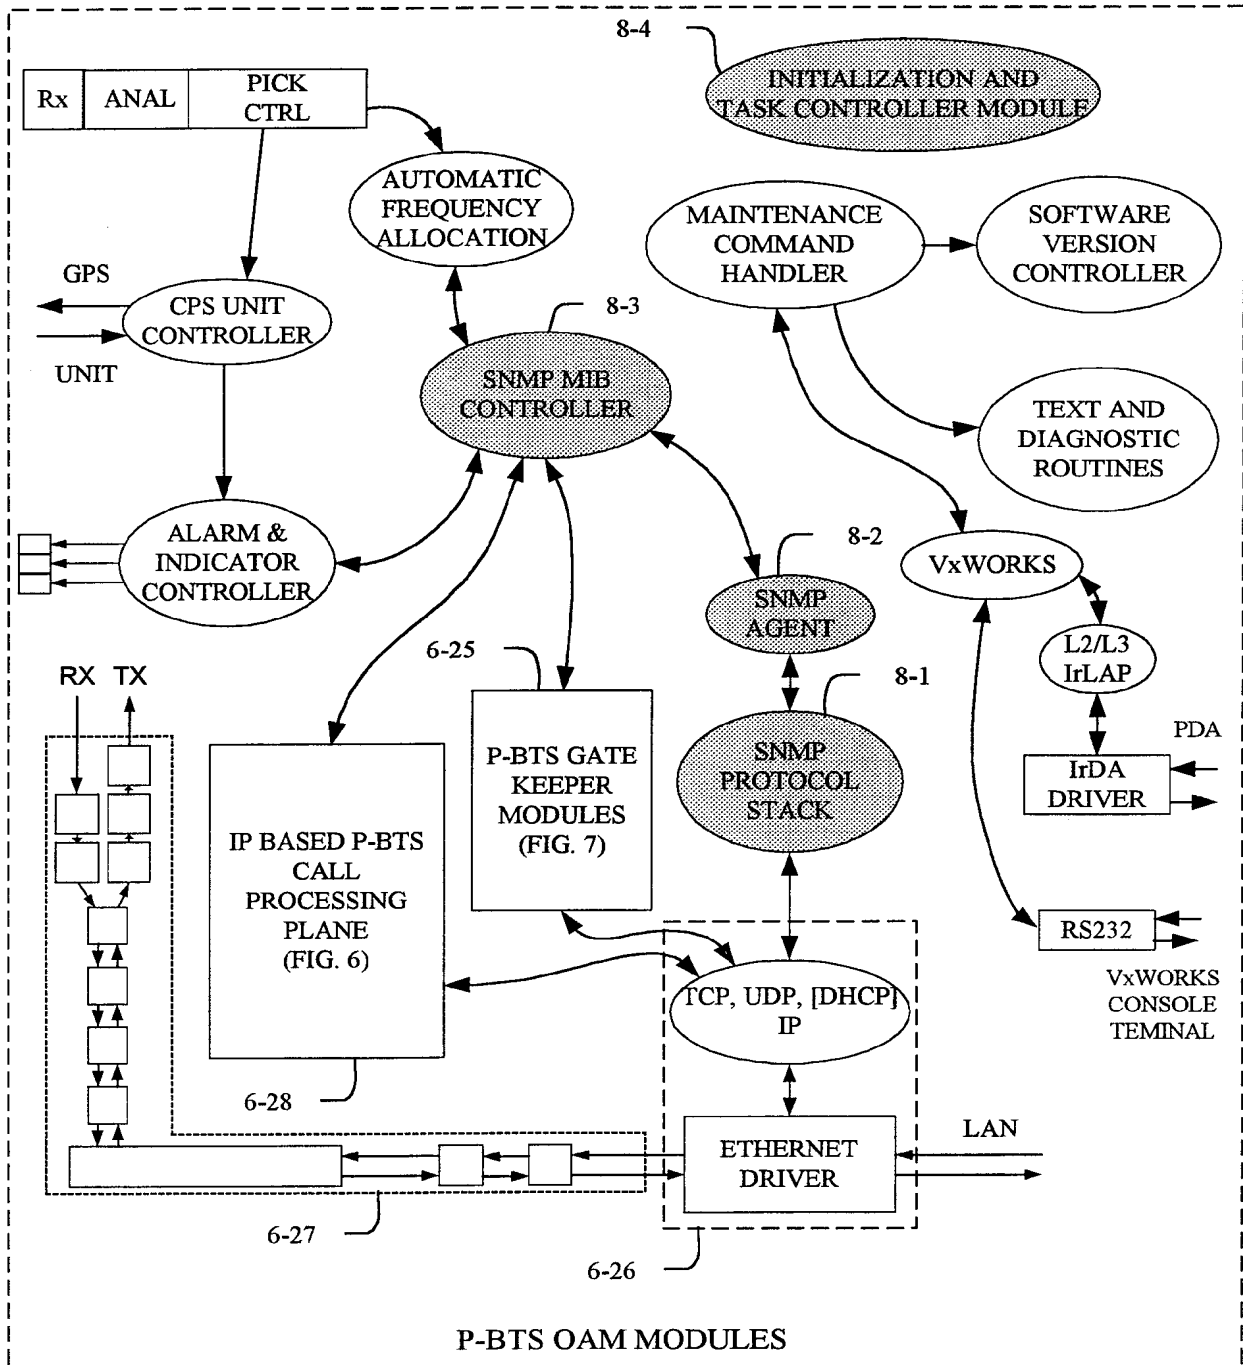 8-4
INITIALIZATION AND
TASK CONTROLLER MODULE
Rx
ANAL
PICK
CTRL
AUTOMATIC
FREQUENCY
ALLOCATION
MAINTENANCE
COMMAND
HANDLER
SOFTWARE
VERSION
CONTROLLER
GPS
CPS UNIT
CONTROLLER
UNIT
8-3
SNMP MIB
CONTROLLER
TEXT AND
DIAGNOSTIC
ROUTINES
ALARM &
INDICATOR
CONTROLLER
8-2
VxWORKS
SNMP
AGENT
L2/L3
IrLAP
6-25
8-1
RX
TX
P-BTS GATE
KEEPER
MODULES
(FIG. 7)
SNMP
PROTOCOL
STACK
PDA
IrDA
DRIVER
IP BASED P-BTS
CALL
PROCESSING
PLANE
(FIG. 6)
RS232
VxWORKS
CONSOLE
TEMINAL
TCP, UDP, [DHCP]
IP
6-28
ETHERNET
DRIVER
LAN
6-27
6-26
P-BTS OAM MODULES